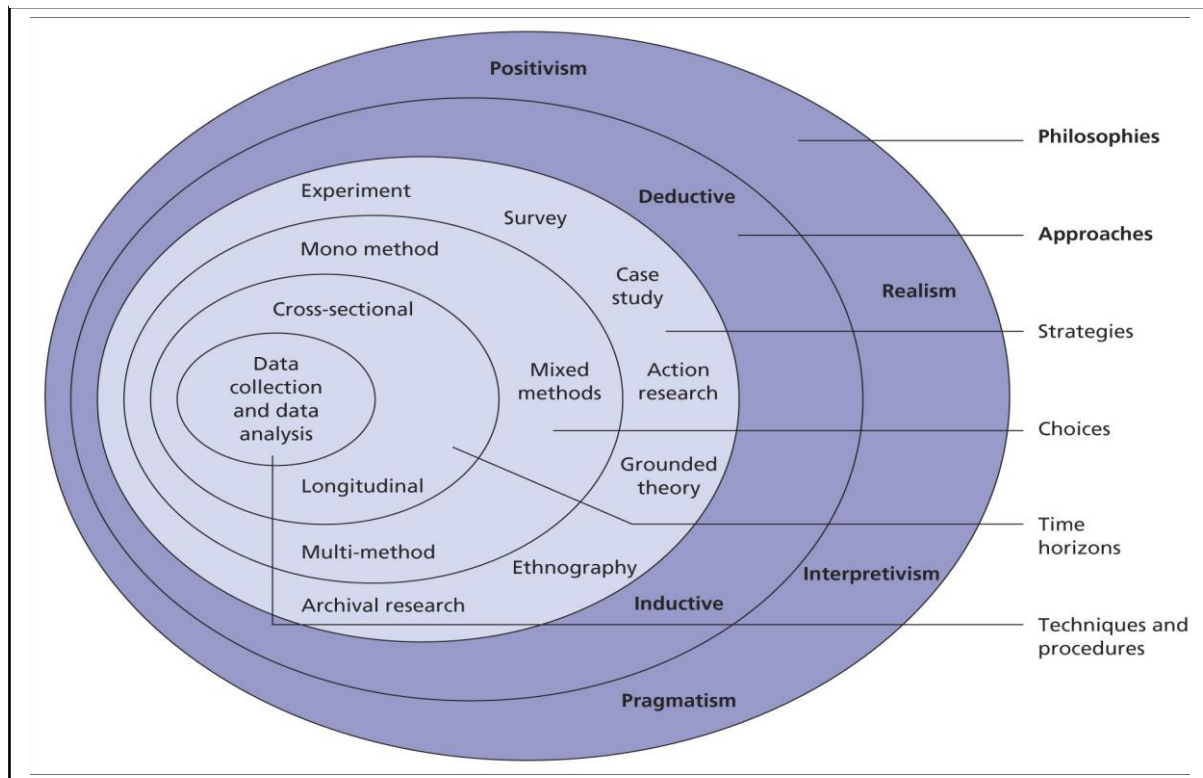 Positivism
Philosophies
Experiment
Deductive
Survey
Approaches
Mono method
Case
study
Realism
Cross-sectional
Strategies
Data
collection
and data
analysis
Mixed
methods
Action
research
Choices
Longitudinal
Grounded
theory
Time
horizons
Multi-method
Ethnography
Interpretivism
Archival research
Inductive
Techniques and
procedures
Pragmatism